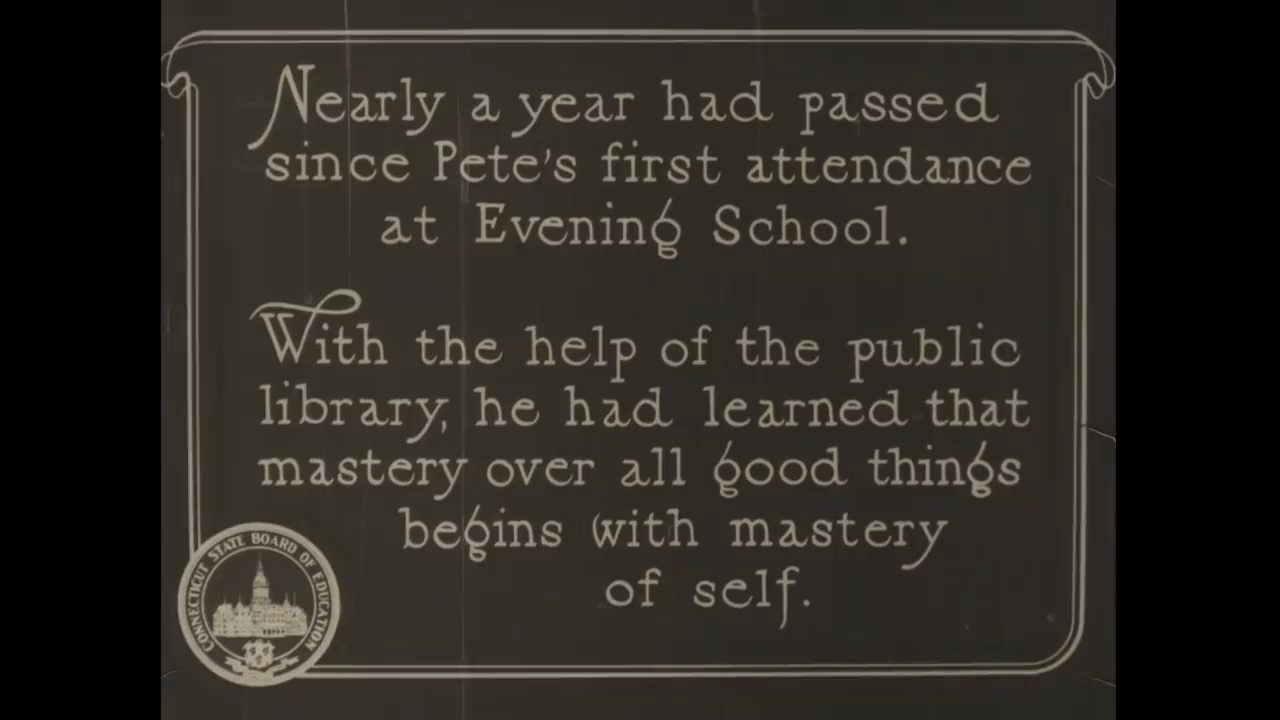 Nearly a year had passed
since Pete's first attendance
at Evening School.
With the help of the public
library, he had learned that
mastery over all good things
begins with mastery
of self.
CONNECTICUT STATE BOARD OF EDUCATION